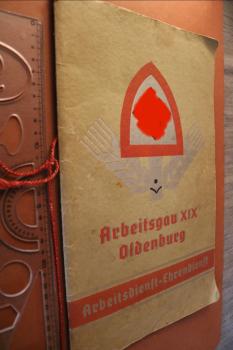 Arbeitsgau XIX
Oldenburg
Arbeitsdienst-Ehrendienst